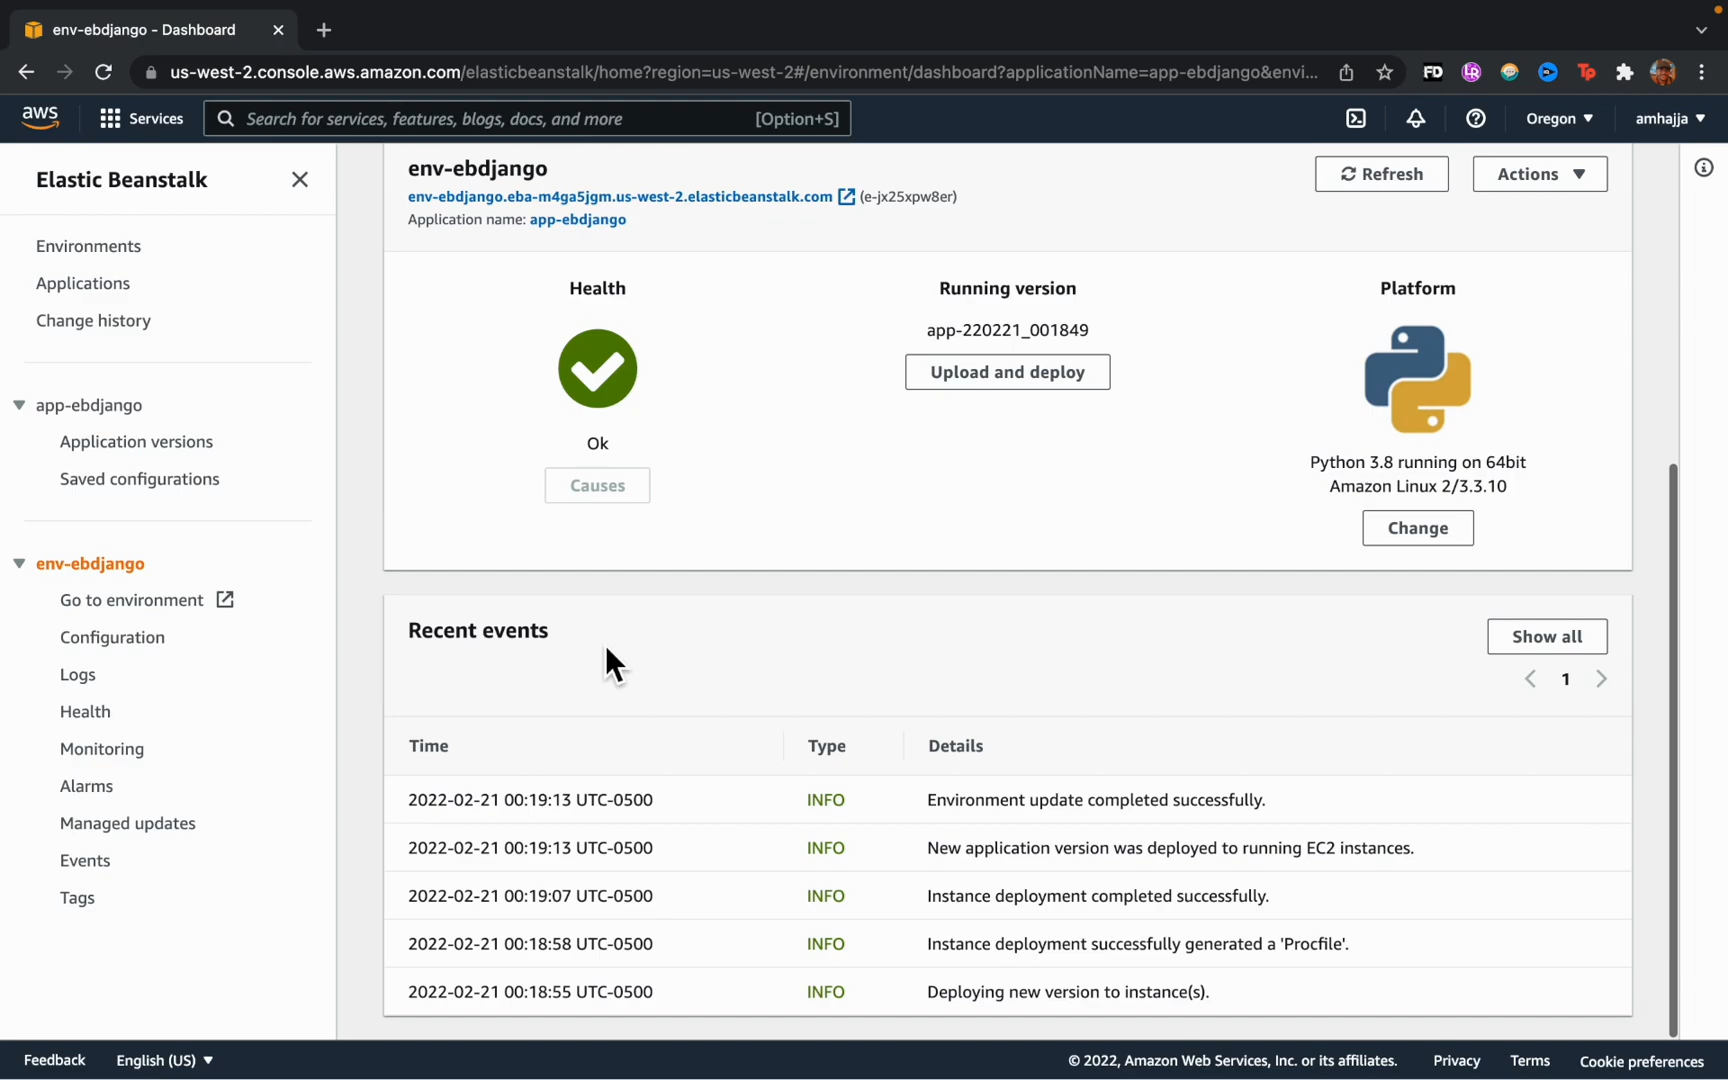 env-ebdjango - Dashboard
us-west-2.console.aws.amazon.com/elasticbeanstalk/home?region=us-west-2#/environment/dashboard?applicationName=app-ebdjango&envi...
FD
LR
Tp
aws
Services
Search for services, features, blogs, docs, and more
[Option+S]
Oregon
amhajja
Elastic Beanstalk
Environments
Applications
Change history
app-ebdjango
Application versions
Saved configurations
env-ebdjango
Go to environment
Configuration
Logs
Health
Monitoring
Alarms
Managed updates
Events
Tags
env-ebdjango
env-ebdjango.eba-m4ga5jgm.us-west-2.elasticbeanstalk.com (e-jx25xpw8er)
Application name: app-ebdjango
Refresh
Actions
Health
Ok
Causes
Running version
app-220221_001849
Upload and deploy
Platform
Python 3.8 running on 64bit
Amazon Linux 2/3.3.10
Change
Recent events
Show all
1
Time Type Details
2022-02-21 00:19:13 UTC-0500 INFO Environment update completed successfully.
2022-02-21 00:19:13 UTC-0500 INFO New application version was deployed to running EC2 instances.
2022-02-21 00:19:07 UTC-0500 INFO Instance deployment completed successfully.
2022-02-21 00:18:58 UTC-0500 INFO Instance deployment successfully generated a 'Procfile'.
2022-02-21 00:18:55 UTC-0500 INFO Deploying new version to instance(s).
Feedback
English (US)
© 2022, Amazon Web Services, Inc. or its affiliates.
Privacy
Terms
Cookie preferences